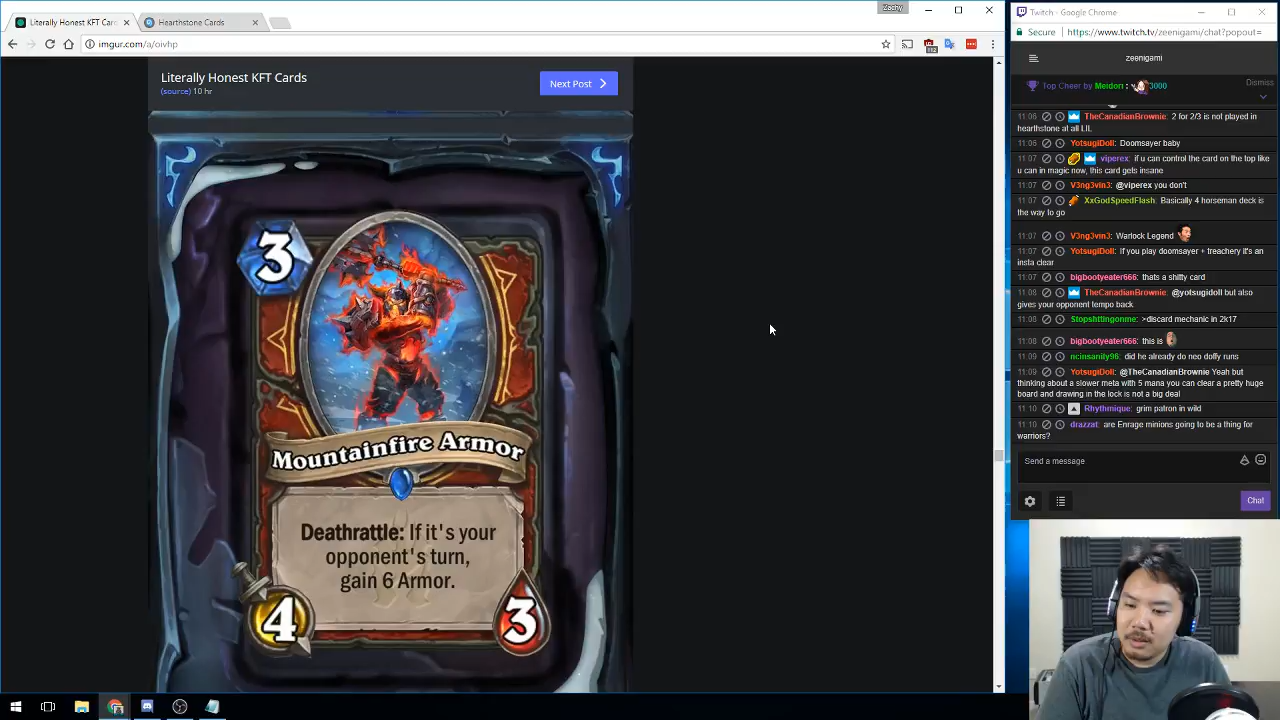 Literally Honest KFT Card
Hearthstone Cards
Zachy
imgur.com/a/oivhp
112
Literally Honest KFT Cards
(source) 10 hr
Next Post
3
Mountainfire Armor
Deathrattle: If it's your
opponent's turn,
gain 6 Armor.
4
3
Twitch - Google Chrome
Secure
https://www.twitch.tv/zeenigami/chat?popout=
zeenigami
Top Cheer by Meidori : 3000
Dismiss
11:06 TheCanadianBrownie: 2 for 2/3 is not played in
hearthstone at all LIL
11:06 YotsugiDoll: Doomsayer baby
11:07 viperex: if u can control the card on the top like
u can in magic now, this card gets insane
11:07 V3ng3vin3: @viperex you don't
11:07 XxGodSpeedFlash: Basically 4 horseman deck is
the way to go
11:07 V3ng3vin3: Warlock Legend
11:07 YotsugiDoll: If you play doomsayer + treachery it's an
insta clear
11:07 bigbootyeater666: thats a shitty card
11:08 TheCanadianBrownie: @yotsugidoll but also
gives your opponent tempo back
11:08 Stopshttingonme: >discard mechanic in 2k17
11:08 bigbootyeater666: this is
11:09 ncinsanity96: did he already do neo doffy runs
11:09 YotsugiDoll: @TheCanadianBrownie Yeah but
thinking about a slower meta with 5 mana you can clear a pretty huge
board and drawing in the lock is not a big deal
11:10 Rhythmique: grim patron in wild
11:10 drazzat: are Enrage minions going to be a thing for
warriors?
Send a message
Chat